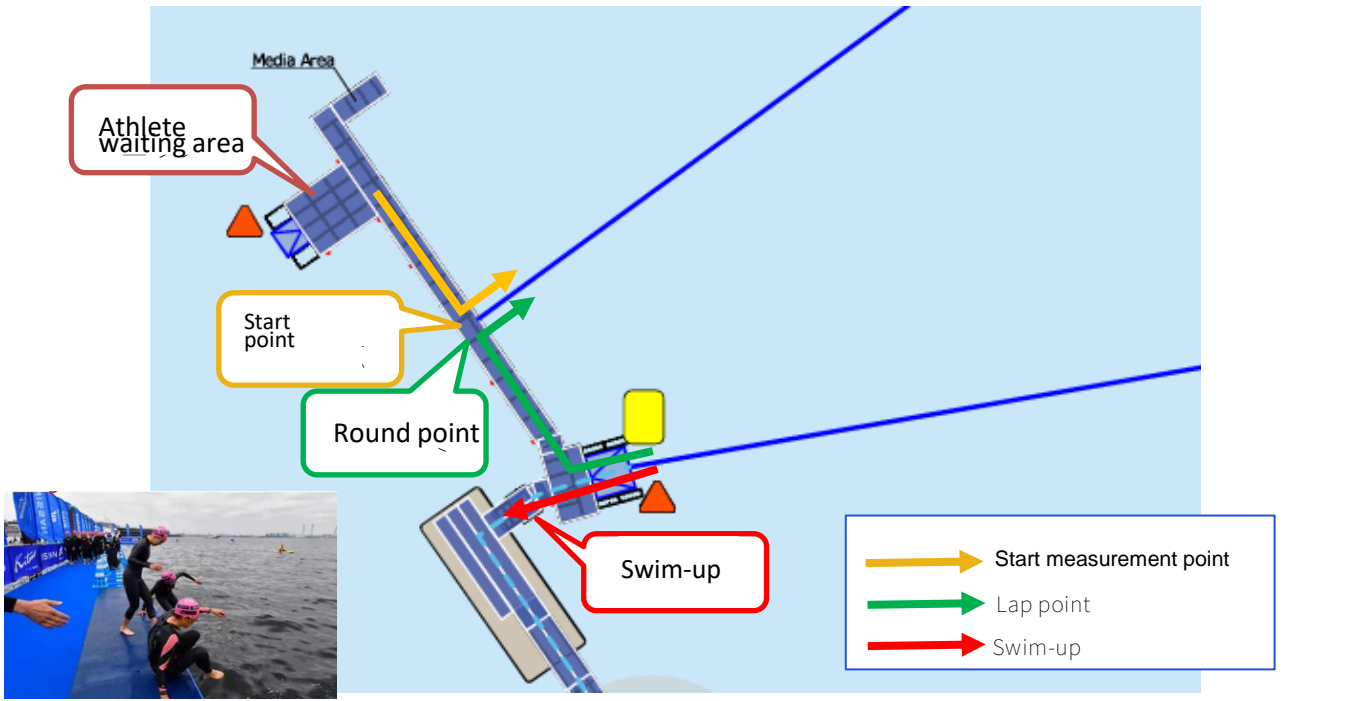 Media Area
Athlete
waiting area
Start
point
Round point
Swim-up
Start measurement point
Lap point
Swim-up